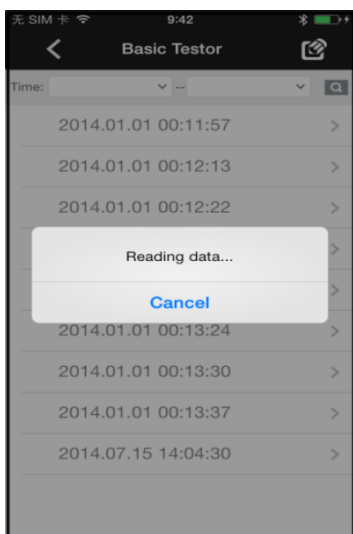 无 SIM 卡 9:42
Basic Testor
Time: --
2014.01.01 00:11:57 >
2014.01.01 00:12:13 >
2014.01.01 00:12:22 >
Reading data...
Cancel
2014.01.01 00:13:24 >
2014.01.01 00:13:30 >
2014.01.01 00:13:37 >
2014.07.15 14:04:30 >